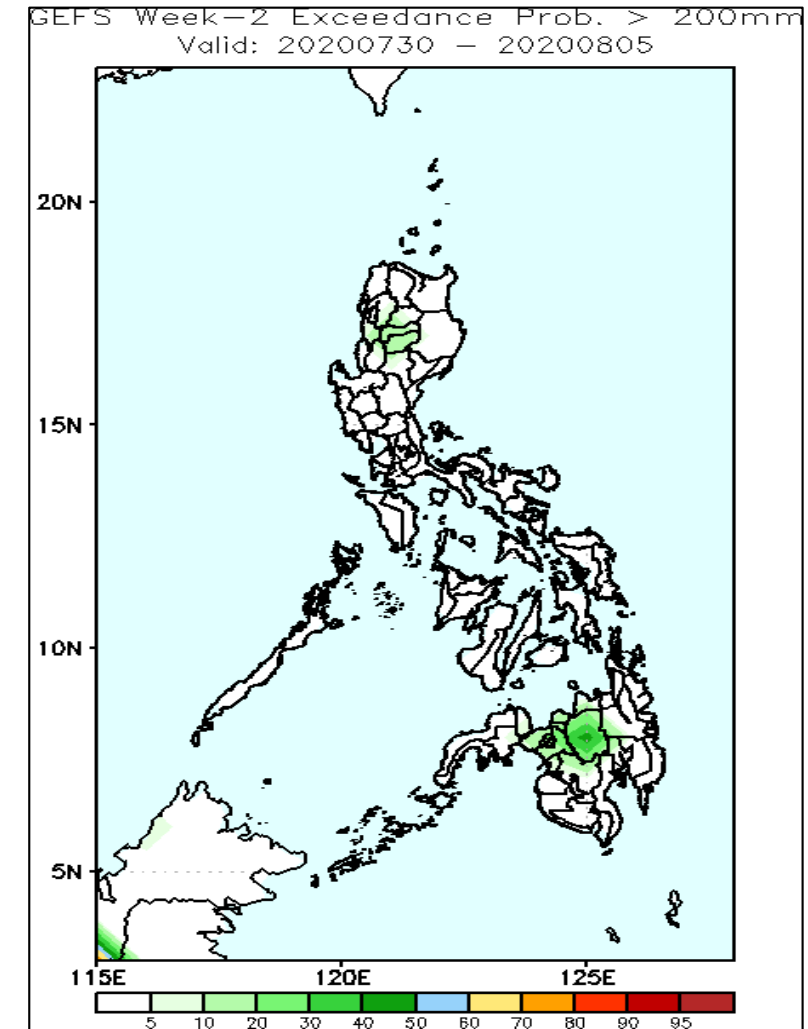 GEFS Week-2 Exceedance Prob. > 200mm
Valid: 20200730 - 20200805
20N
15N
10N
5N
115E 120E 125E
5 10 20 30 40 50 60 70 80 90 95